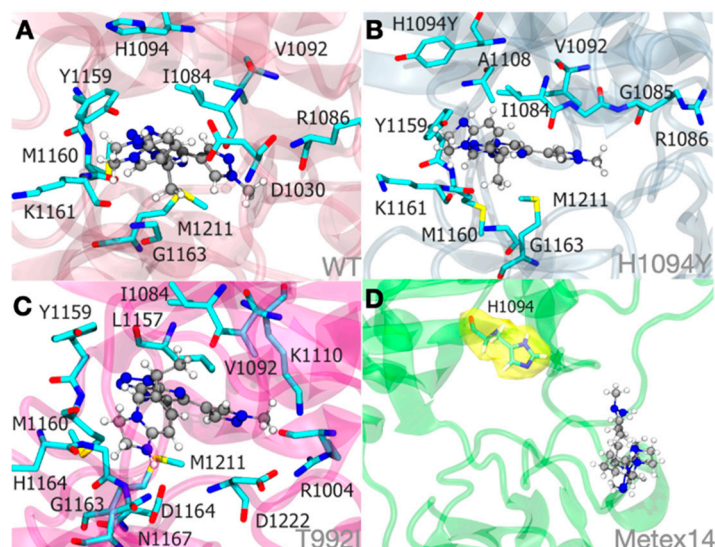 A
H1094
V1092
Y1159
I1084
R1086
M1160
D1030
K1161
M1211
G1163
WT
B
H1094Y
V1092
A1108
G1085
I1084
Y1159
R1086
K1161
M1211
M1160
G1163
H1094Y
C
I1084
Y1159
L1157
K1110
V1092
M1160
M1211
H1164
R1004
G1163
D1164
D1222
N1167
T992I
D
H1094
Metex14